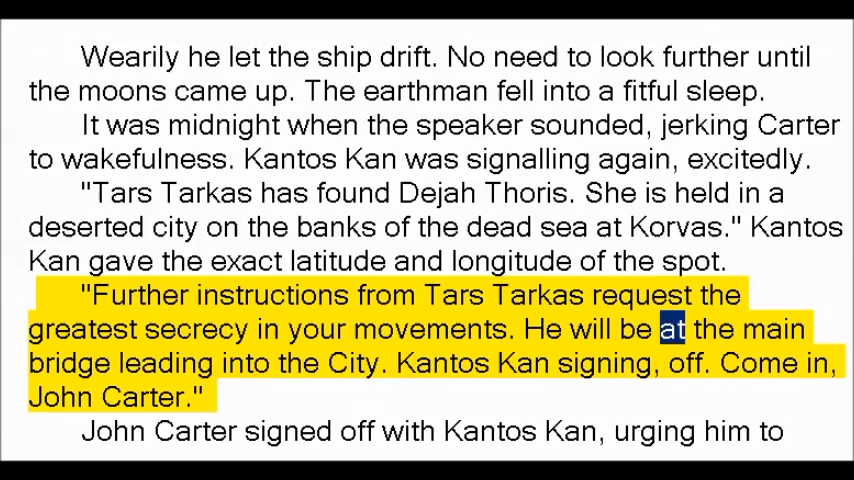 Wearily he let the ship drift. No need to look further until
the moons came up. The earthman fell into a fitful sleep.
It was midnight when the speaker sounded, jerking Carter
to wakefulness. Kantos Kan was signalling again, excitedly.
"Tars Tarkas has found Dejah Thoris. She is held in a
deserted city on the banks of the dead sea at Korvas." Kantos
Kan gave the exact latitude and longitude of the spot.
"Further instructions from Tars Tarkas request the
greatest secrecy in your movements. He will be at the main
bridge leading into the City. Kantos Kan signing, off. Come in,
John Carter."
John Carter signed off with Kantos Kan, urging him to